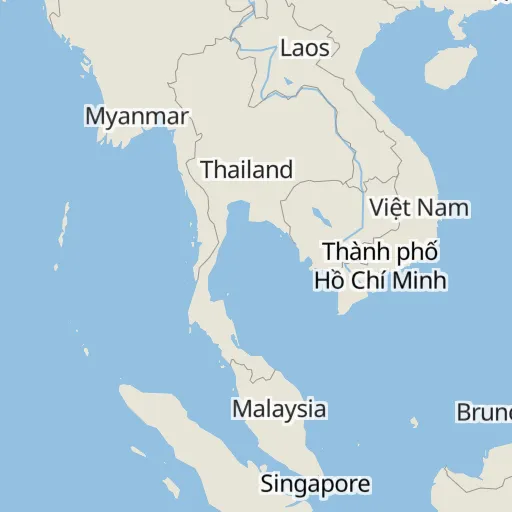 Laos
Myanmar
Thailand
Việt Nam
Thành phố
Hồ Chí Minh
Malaysia
Singapore